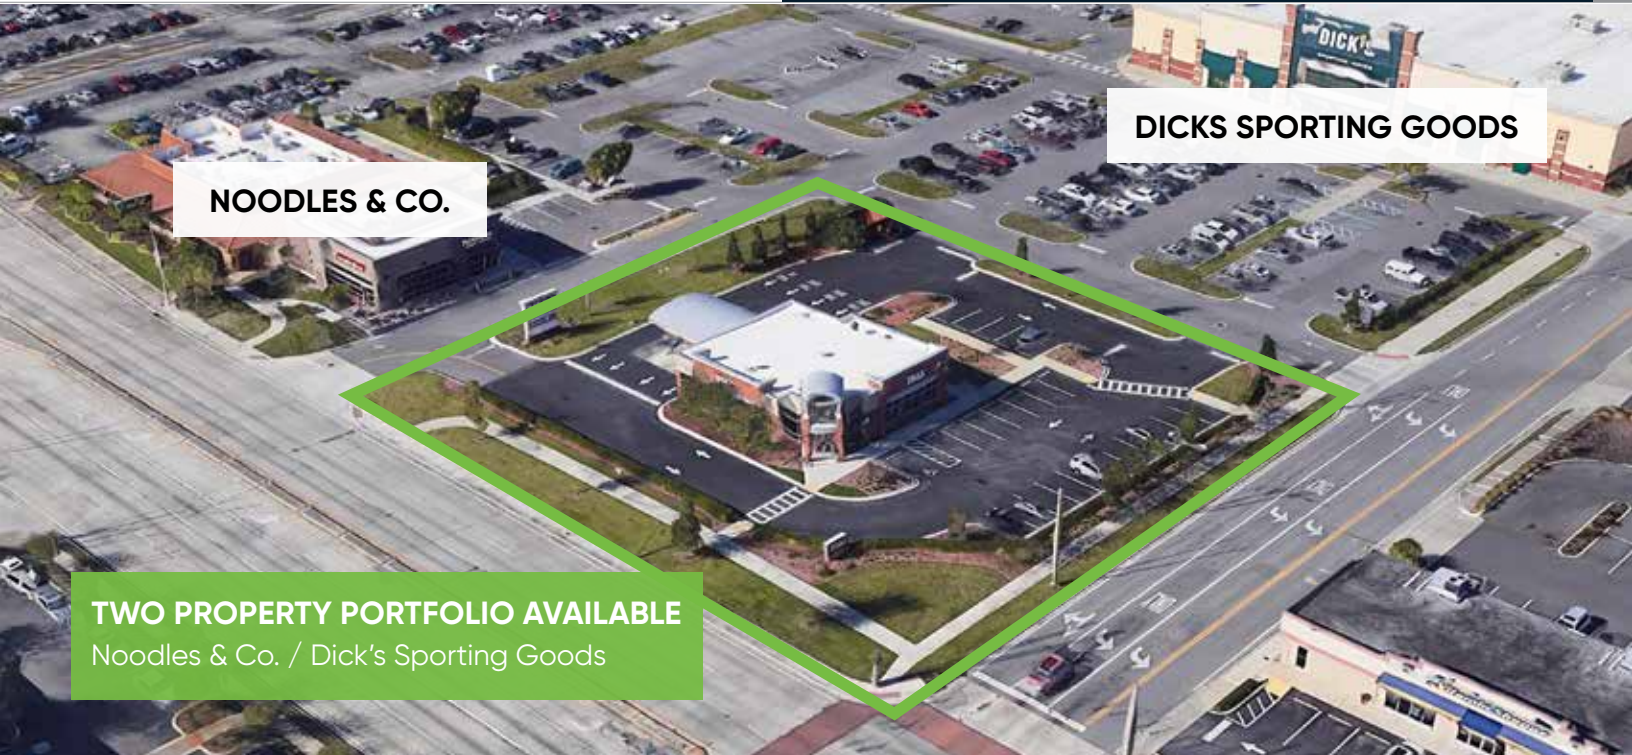 DICK'S
DICKS SPORTING GOODS
NOODLES & CO.
TWO PROPERTY PORTFOLIO AVAILABLE
Noodles & Co. / Dick's Sporting Goods